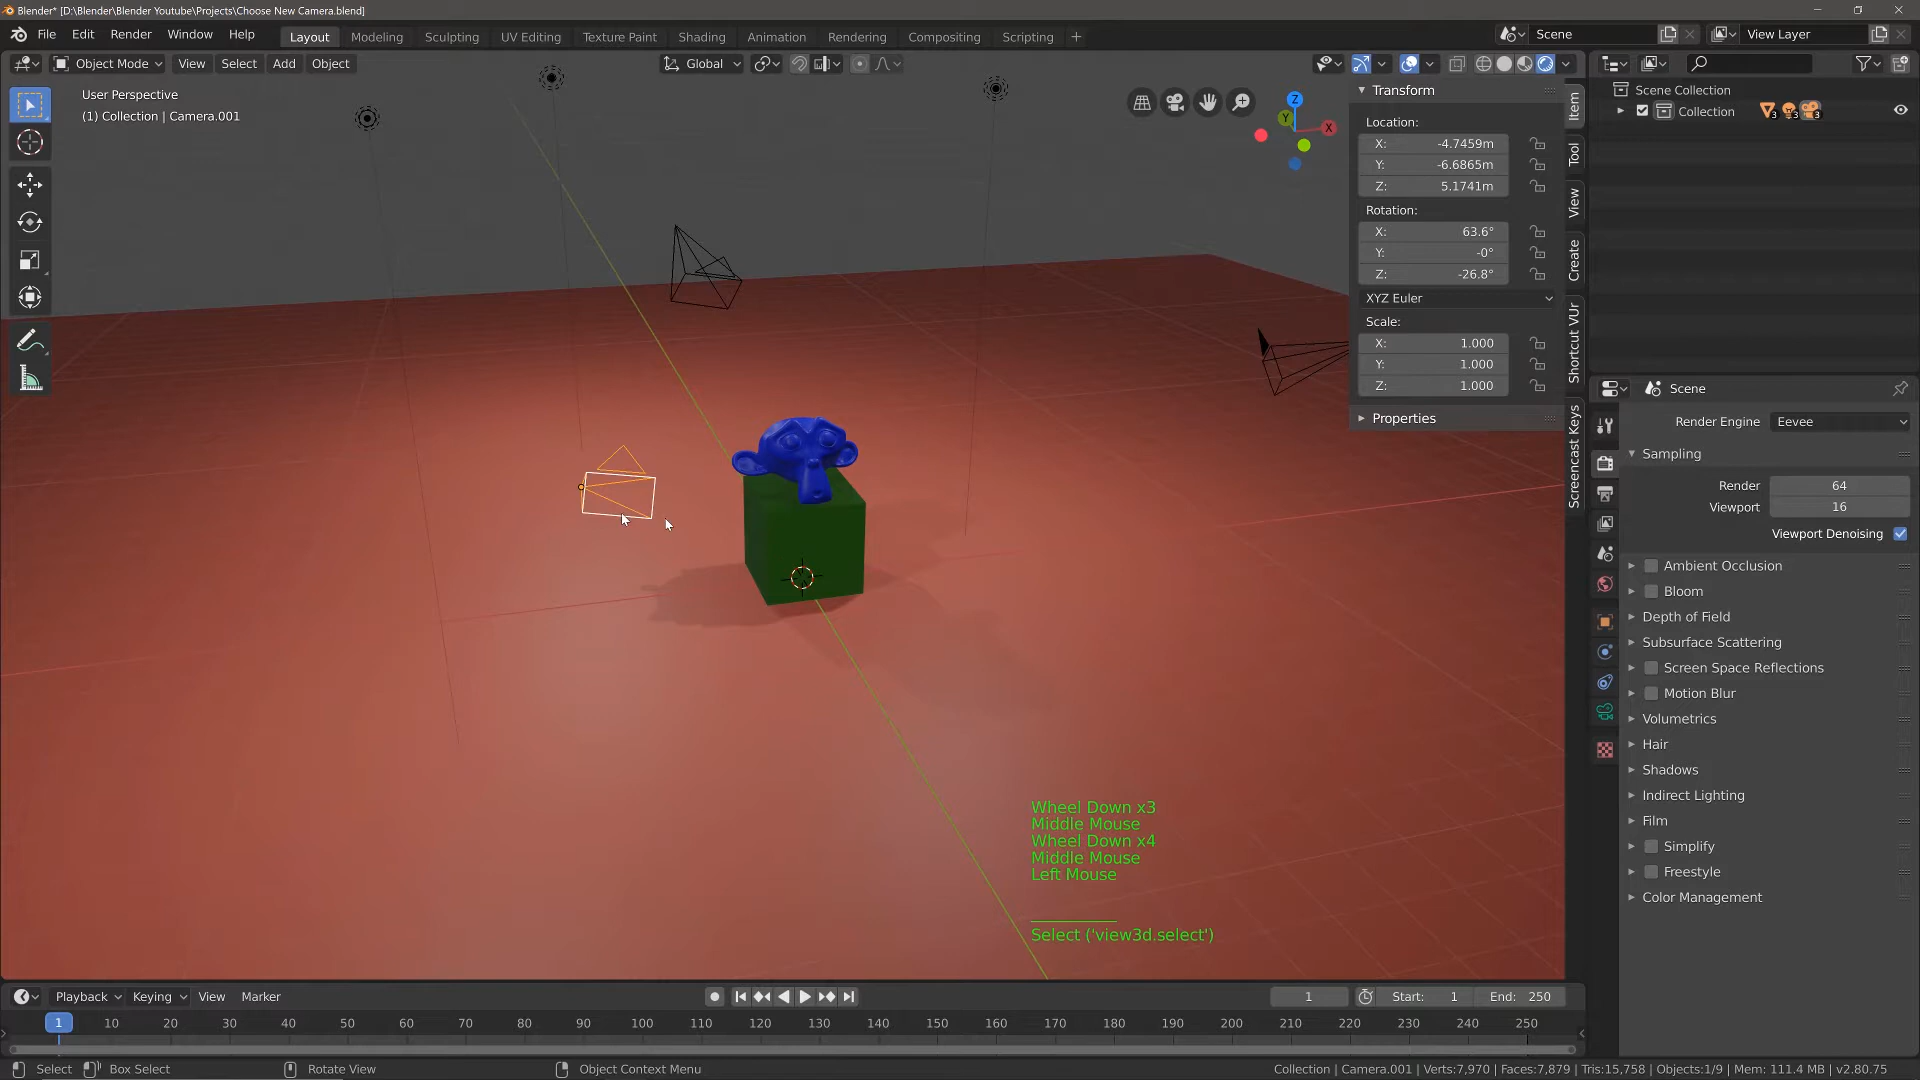 Blender* [D:\Blender\Blender Youtube\Projects\Choose New Camera.blend]
File Edit Render Window Help Layout Modeling Sculpting UV Editing Texture Paint Shading Animation Rendering Compositing Scripting + Scene View Layer
Object Mode View Select Add Object Global
User Perspective
(1) Collection | Camera.001
Z
Y
X
Transform
Location:
X: -4.7459m
Y: -6.6865m
Z: 5.1741m
Rotation:
X: 63.6°
Y: -0°
Z: -26.8°
XYZ Euler
Scale:
X: 1.000
Y: 1.000
Z: 1.000
Properties
Item
Tool
View
Create
Shortcut VUr
Screencast Keys
Scene Collection
Collection 3 3 3
Scene
Render Engine Eevee
Sampling
Render 64
Viewport 16
Viewport Denoising
Ambient Occlusion
Bloom
Depth of Field
Subsurface Scattering
Screen Space Reflections
Motion Blur
Volumetrics
Hair
Shadows
Indirect Lighting
Film
Simplify
Freestyle
Color Management
Wheel Down x3
Middle Mouse
Wheel Down x4
Middle Mouse
Left Mouse
Select ('view3d.select')
Playback Keying View Marker 1 Start: 1 End: 250
1 10 20 30 40 50 60 70 80 90 100 110 120 130 140 150 160 170 180 190 200 210 220 230 240 250
Select Box Select Rotate View Object Context Menu Collection | Camera.001 | Verts:7,970 | Faces:7,879 | Tris:15,758 | Objects:1/9 | Mem: 111.4 MB | v2.80.75